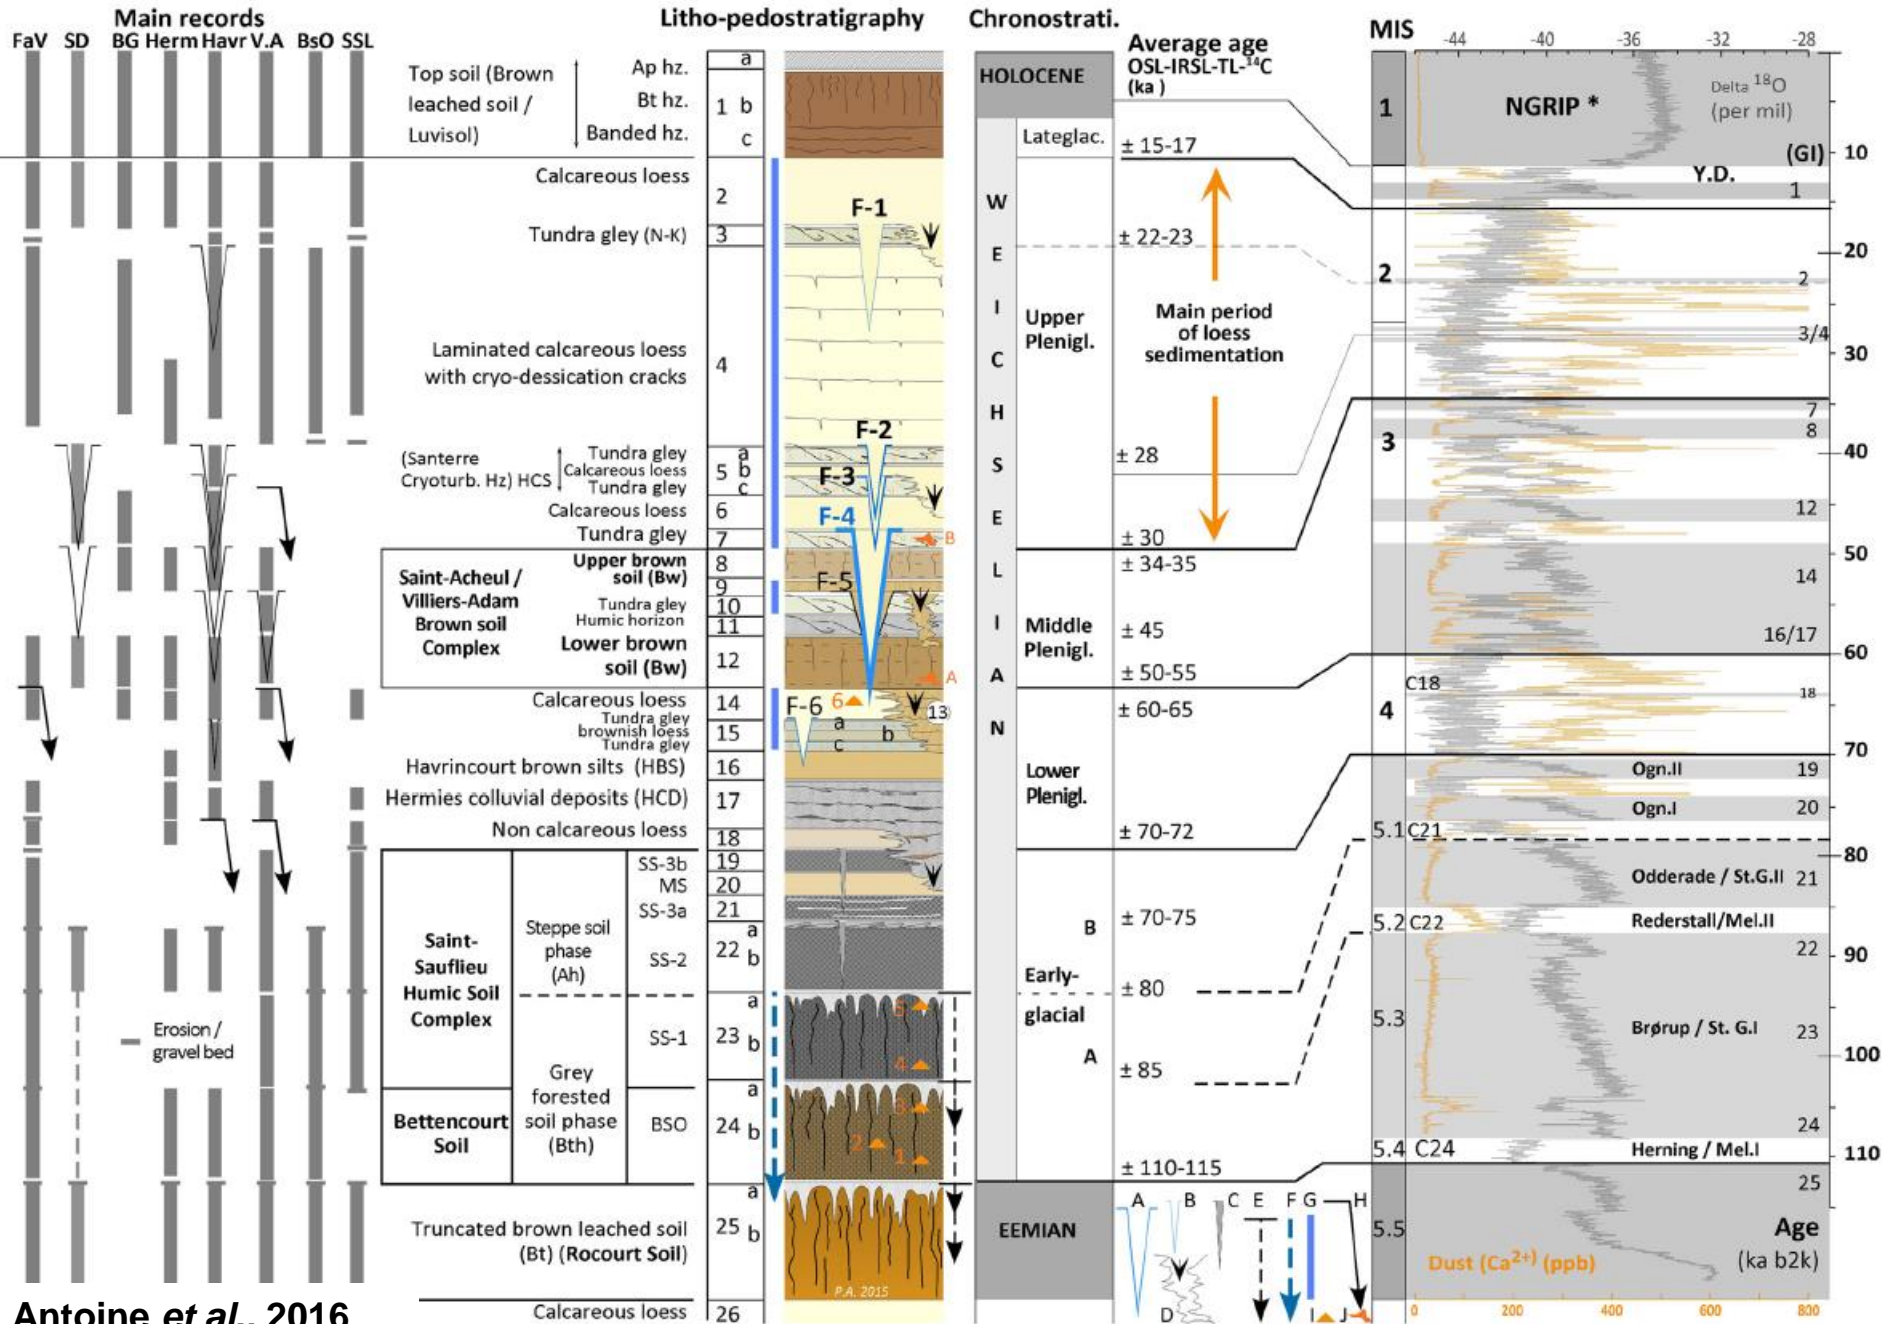 Main records
FaV SD BG Herm Havr V.A BsO SSL
Erosion /
gravel bed
Litho-pedostratigraphy
Top soil (Brown
leached soil /
Luvisol)
Ap hz.
Bt hz.
Banded hz.
Calcareous loess
Tundra gley (N-K)
Laminated calcareous loess
with cryo-dessication cracks
(Santerre
Cryoturb. Hz) HCS
Tundra gley
Calcareous loess
Tundra gley
Calcareous loess
Tundra gley
Saint-Acheul /
Villiers-Adam
Brown soil
Complex
Upper brown
soil (Bw)
Tundra gley
Humic horizon
Lower brown
soil (Bw)
Calcareous loess
Tundra gley
brownish loess
Tundra gley
Havrincourt brown silts (HBS)
Hermies colluvial deposits (HCD)
Non calcareous loess
Saint-
Sauflieu
Humic Soil
Complex
Steppe soil
phase
(Ah)
SS-3b
MS
SS-3a
SS-2
SS-1
Bettencourt
Soil
Grey
forested
soil phase
(Bth)
BSO
Truncated brown leached soil
(Bt) (Rocourt Soil)
Calcareous loess
a
1 b
c
2
3
4
a
5 b
c
6
7
8
9
10
11
12
14
15
16
17
18
19
20
21
a
22 b
a
23 b
a
24 b
a
25 b
26
F-1
F-2
F-3
F-4
B
F-5
A
F-6
6
13
a
b
c
5
4
3
2
1
P.A. 2015
Chronostrati.
HOLOCENE
WEICHSELIAN
Lateglac.
Upper
Plenigl.
Middle
Plenigl.
Lower
Plenigl.
B
Early-
glacial
A
EEMIAN
Average age
OSL-IRSL-TL-14C
(ka )
± 15-17
± 22-23
Main period
of loess
sedimentation
± 28
± 30
± 34-35
± 45
± 50-55
± 60-65
± 70-72
± 70-75
± 80
± 85
± 110-115
A B C E F G H
D I J
MIS
1
2
3
4
5.1
5.2
5.3
5.4
5.5
-44 -40 -36 -32 -28
NGRIP *
Delta 18O
(per mil)
(GI)
Y.D.
1
2
3/4
7
8
12
14
16/17
C18
18
Ogn.II 19
Ogn.I 20
C21
Odderade / St.G.II 21
C22
Rederstall/Mel.II
22
Brørup / St. G.I 23
24
C24
Herning / Mel.I
25
10
20
30
40
50
60
70
80
90
100
110
Age
(ka b2k)
Dust (Ca2+) (ppb)
0 200 400 600 800
Antoine et al., 2016